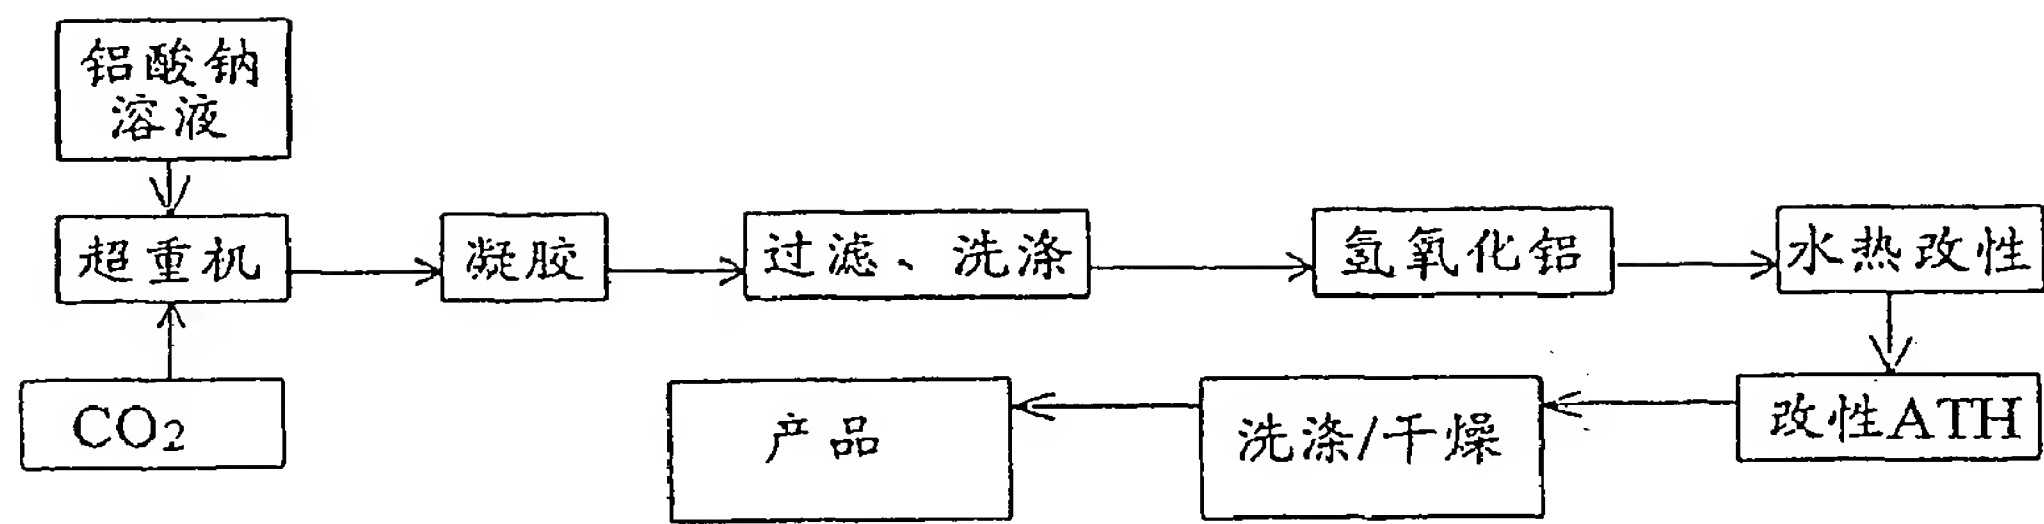 铝酸钠
溶液
超重机
凝胶
过滤、洗涤
氢氧化铝
水热改性
CO2
产品
洗涤/干燥
改性ATH